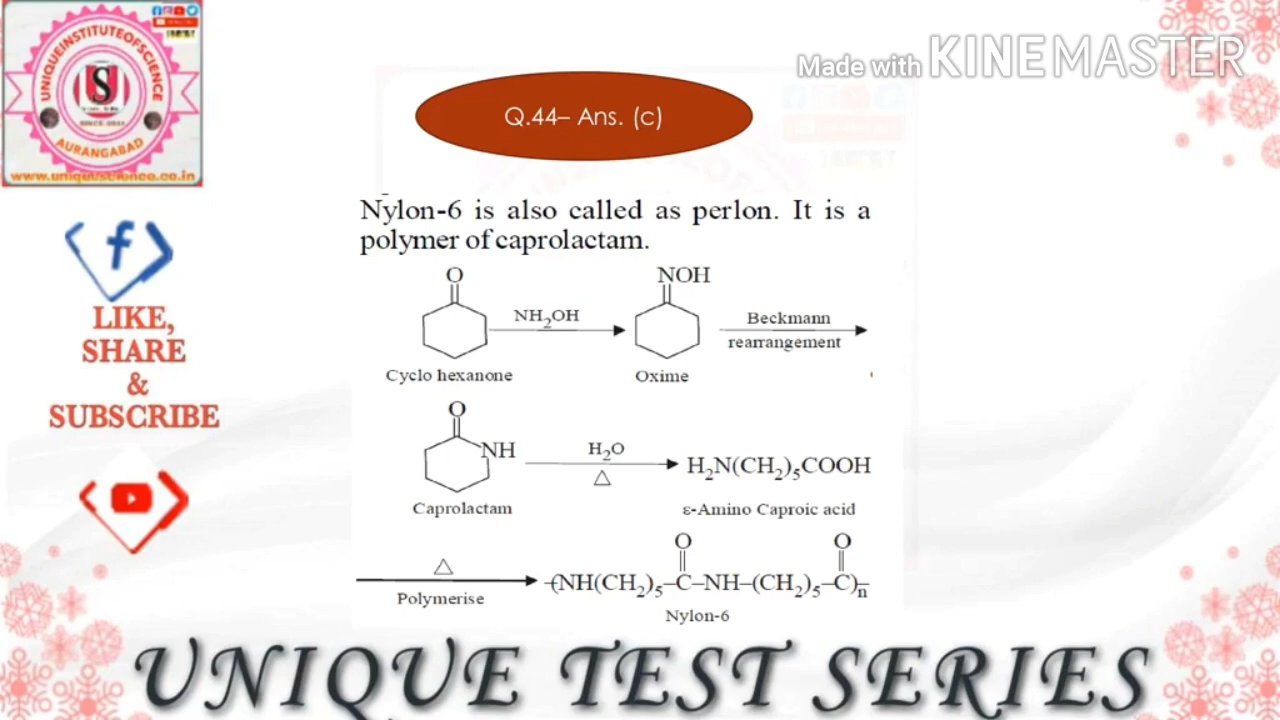 UNIQUEINSTITUTEOFSCIENCE
AURANGABAD
www.uniquescience.co.in
Made with KINEMASTER
Q.44– Ans. (c)
Nylon-6 is also called as perlon. It is a
polymer of caprolactam.
O
NOH
NH₂OH
Beckmann
rearrangement
Cyclo hexanone
Oxime
O
NH
H₂O
△
H₂N(CH₂)₅COOH
Caprolactam
ε-Amino Caproic acid
△
Polymerise
O O
–(NH(CH₂)₅–C–NH–(CH₂)₅–C)ₙ–
Nylon-6
LIKE,
SHARE
&
SUBSCRIBE
UNIQUE TEST SERIES